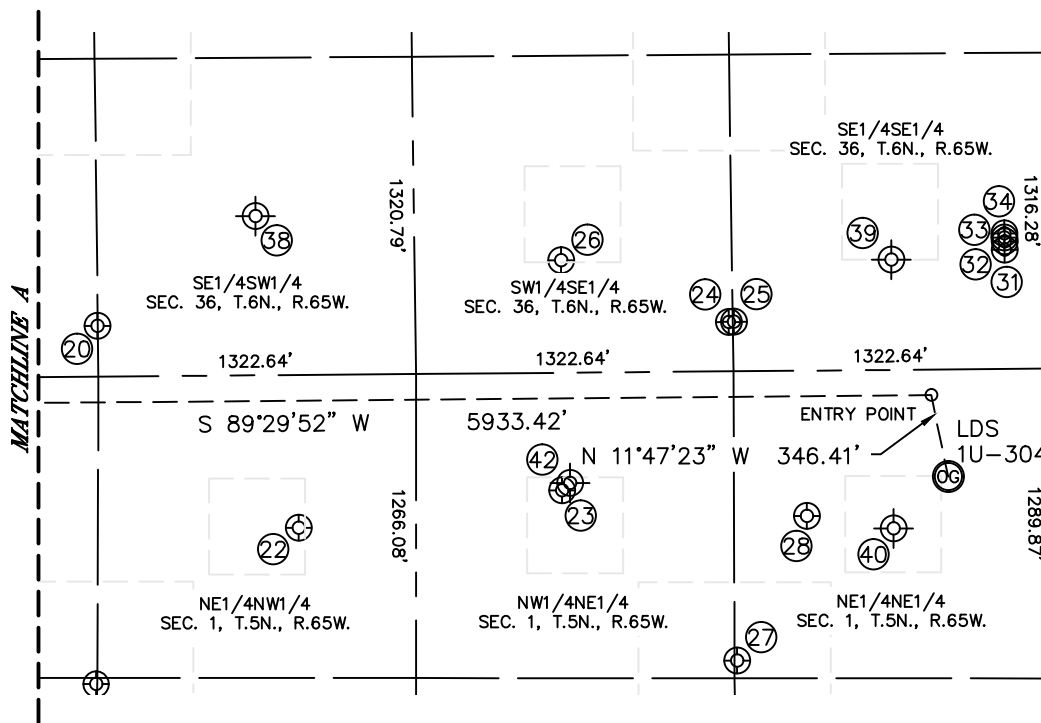 MATCHLINE A
SE1/4SE1/4
SEC. 36, T.6N., R.65W.
1320.79'
1316.28'
34
33
39
26
38
32
31
SE1/4SW1/4
SEC. 36, T.6N., R.65W.
SW1/4SE1/4
SEC. 36, T.6N., R.65W.
24
25
20
1322.64'
1322.64'
1322.64'
S 89°29'52" W 5933.42'
ENTRY POINT
LDS
1U-304
N 11°47'23" W 346.41'
42
OG
23
22
28
40
1266.08'
1289.87'
NE1/4NW1/4
SEC. 1, T.5N., R.65W.
NW1/4NE1/4
SEC. 1, T.5N., R.65W.
NE1/4NE1/4
SEC. 1, T.5N., R.65W.
27